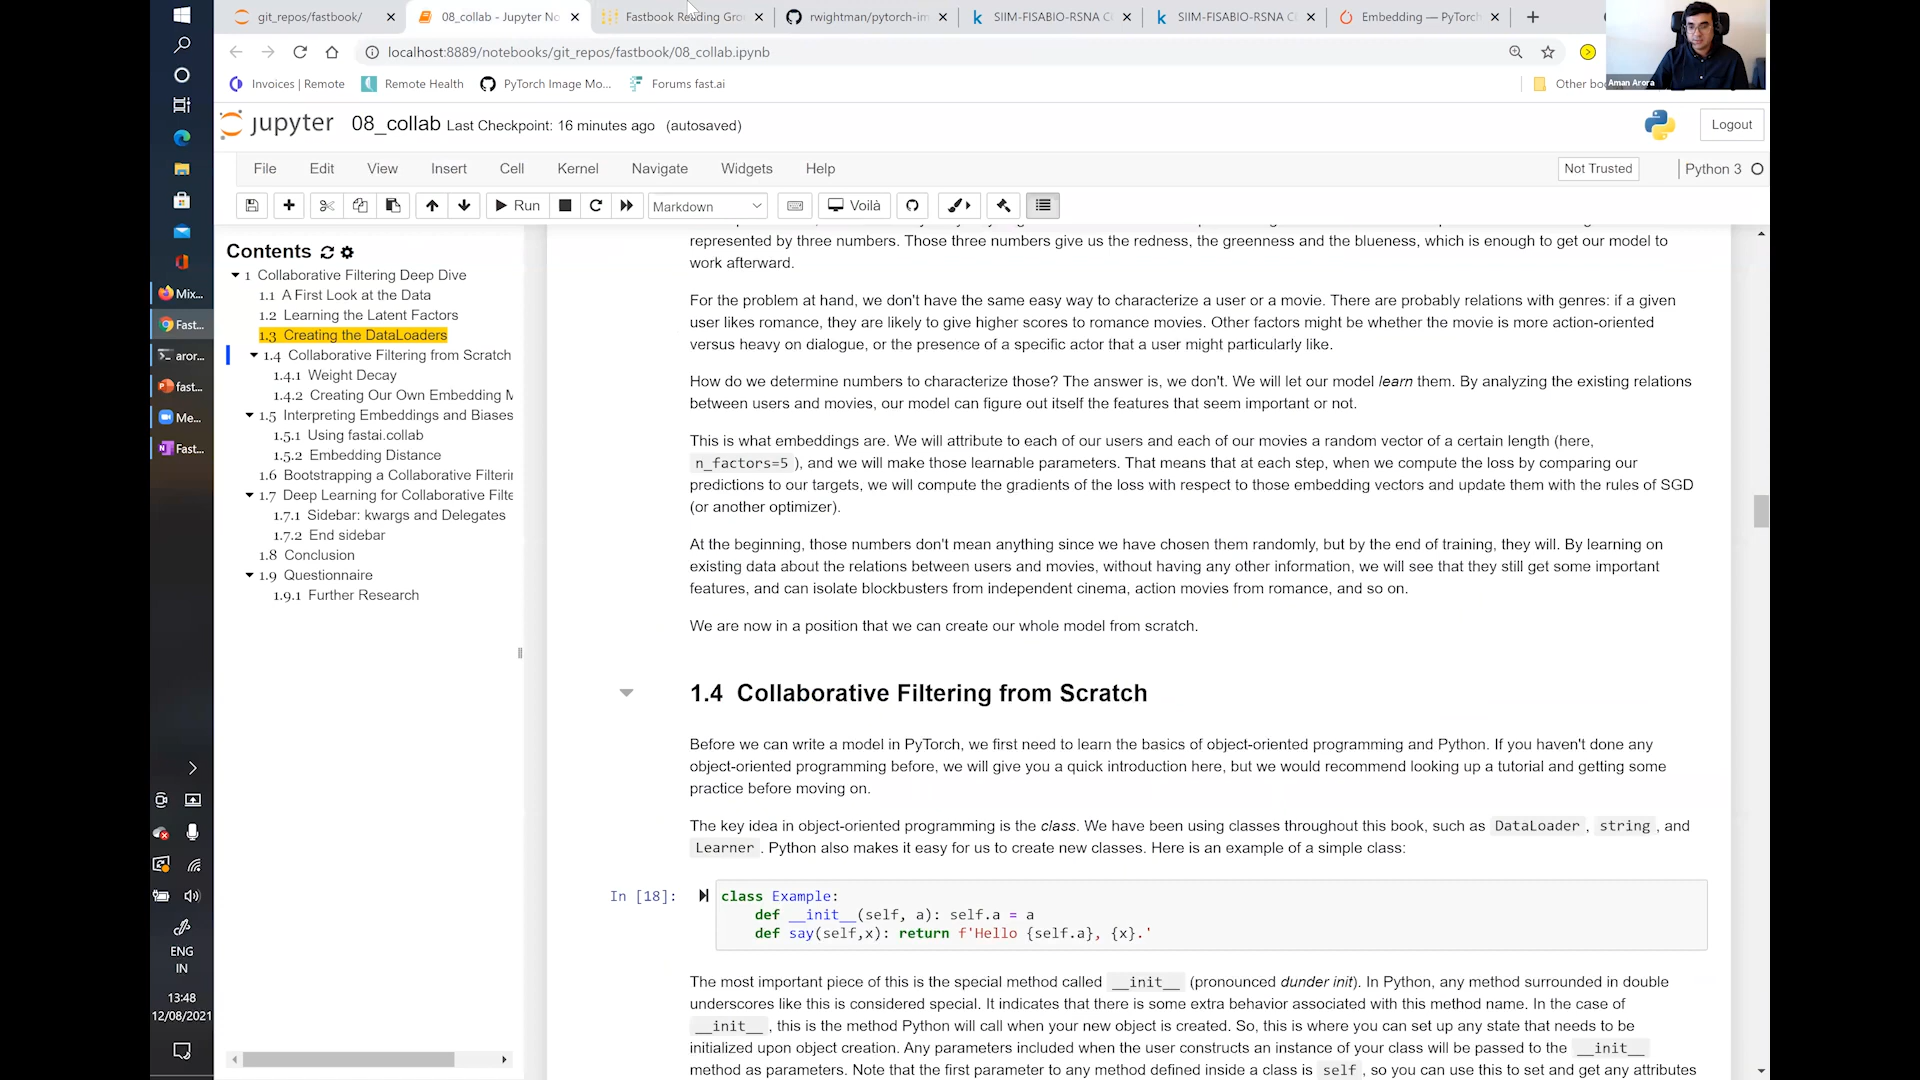 git_repos/fastbook/
08_collab - Jupyter No
Fastbook Reading Gro
rwightman/pytorch-im
SIIM-FISABIO-RSNA C
SIIM-FISABIO-RSNA C
Embedding — PyTorch
localhost:8889/notebooks/git_repos/fastbook/08_collab.ipynb
Invoices | Remote
Remote Health
PyTorch Image Mo...
Forums fast.ai
Other bo
Aman Arora
jupyter 08_collab Last Checkpoint: 16 minutes ago (autosaved)
Logout
File Edit View Insert Cell Kernel Navigate Widgets Help
Not Trusted
Python 3
Run
Markdown
Voilà
Contents
1 Collaborative Filtering Deep Dive
1.1 A First Look at the Data
1.2 Learning the Latent Factors
1.3 Creating the DataLoaders
1.4 Collaborative Filtering from Scratch
1.4.1 Weight Decay
1.4.2 Creating Our Own Embedding M
1.5 Interpreting Embeddings and Biases
1.5.1 Using fastai.collab
1.5.2 Embedding Distance
1.6 Bootstrapping a Collaborative Filterin
1.7 Deep Learning for Collaborative Filte
1.7.1 Sidebar: kwargs and Delegates
1.7.2 End sidebar
1.8 Conclusion
1.9 Questionnaire
1.9.1 Further Research
Mix...
Fast...
aror...
fast...
Me...
Fast...
ENG
IN
13:48
12/08/2021
represented by three numbers. Those three numbers give us the redness, the greenness and the blueness, which is enough to get our model to
work afterward.
For the problem at hand, we don't have the same easy way to characterize a user or a movie. There are probably relations with genres: if a given
user likes romance, they are likely to give higher scores to romance movies. Other factors might be whether the movie is more action-oriented
versus heavy on dialogue, or the presence of a specific actor that a user might particularly like.
How do we determine numbers to characterize those? The answer is, we don't. We will let our model learn them. By analyzing the existing relations
between users and movies, our model can figure out itself the features that seem important or not.
This is what embeddings are. We will attribute to each of our users and each of our movies a random vector of a certain length (here,
n_factors=5 ), and we will make those learnable parameters. That means that at each step, when we compute the loss by comparing our
predictions to our targets, we will compute the gradients of the loss with respect to those embedding vectors and update them with the rules of SGD
(or another optimizer).
At the beginning, those numbers don't mean anything since we have chosen them randomly, but by the end of training, they will. By learning on
existing data about the relations between users and movies, without having any other information, we will see that they still get some important
features, and can isolate blockbusters from independent cinema, action movies from romance, and so on.
We are now in a position that we can create our whole model from scratch.
1.4 Collaborative Filtering from Scratch
Before we can write a model in PyTorch, we first need to learn the basics of object-oriented programming and Python. If you haven't done any
object-oriented programming before, we will give you a quick introduction here, but we would recommend looking up a tutorial and getting some
practice before moving on.
The key idea in object-oriented programming is the class. We have been using classes throughout this book, such as DataLoader , string , and
Learner . Python also makes it easy for us to create new classes. Here is an example of a simple class:
In [18]:
class Example:
def __init__(self, a): self.a = a
def say(self,x): return f'Hello {self.a}, {x}.'
The most important piece of this is the special method called __init__ (pronounced dunder init). In Python, any method surrounded in double
underscores like this is considered special. It indicates that there is some extra behavior associated with this method name. In the case of
__init__ , this is the method Python will call when your new object is created. So, this is where you can set up any state that needs to be
initialized upon object creation. Any parameters included when the user constructs an instance of your class will be passed to the __init__
method as parameters. Note that the first parameter to any method defined inside a class is self , so you can use this to set and get any attributes